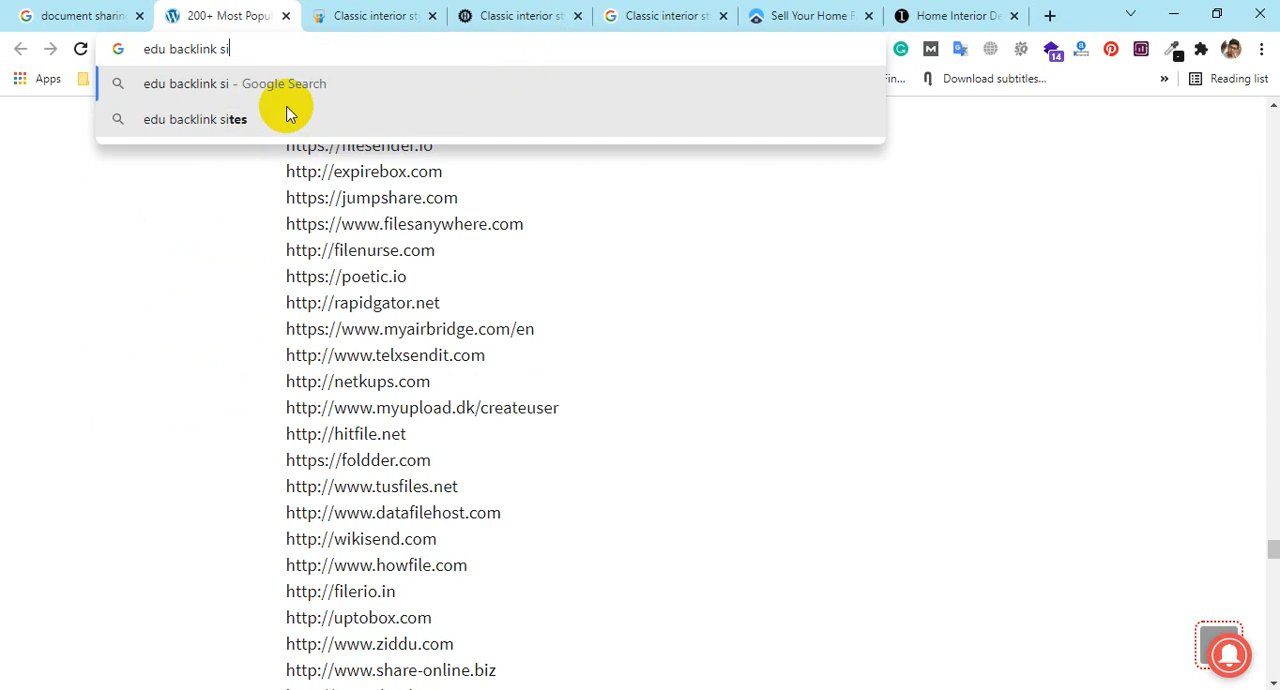 document sharin
200+ Most Popul
Classic interior st
Classic interior st
Classic interior st
Sell Your Home F
Home Interior De
edu backlink si
14
Apps
in...
Download subtitles...
»
Reading list
edu backlink si - Google Search
edu backlink sites
https://filesender.io
http://expirebox.com
https://jumpshare.com
https://www.filesanywhere.com
http://filenurse.com
https://poetic.io
http://rapidgator.net
https://www.myairbridge.com/en
http://www.telxsendit.com
http://netkups.com
http://www.myupload.dk/createuser
http://hitfile.net
https://foldder.com
http://www.tusfiles.net
http://www.datafilehost.com
http://wikisend.com
http://www.howfile.com
http://filerio.in
http://uptobox.com
http://www.ziddu.com
http://www.share-online.biz